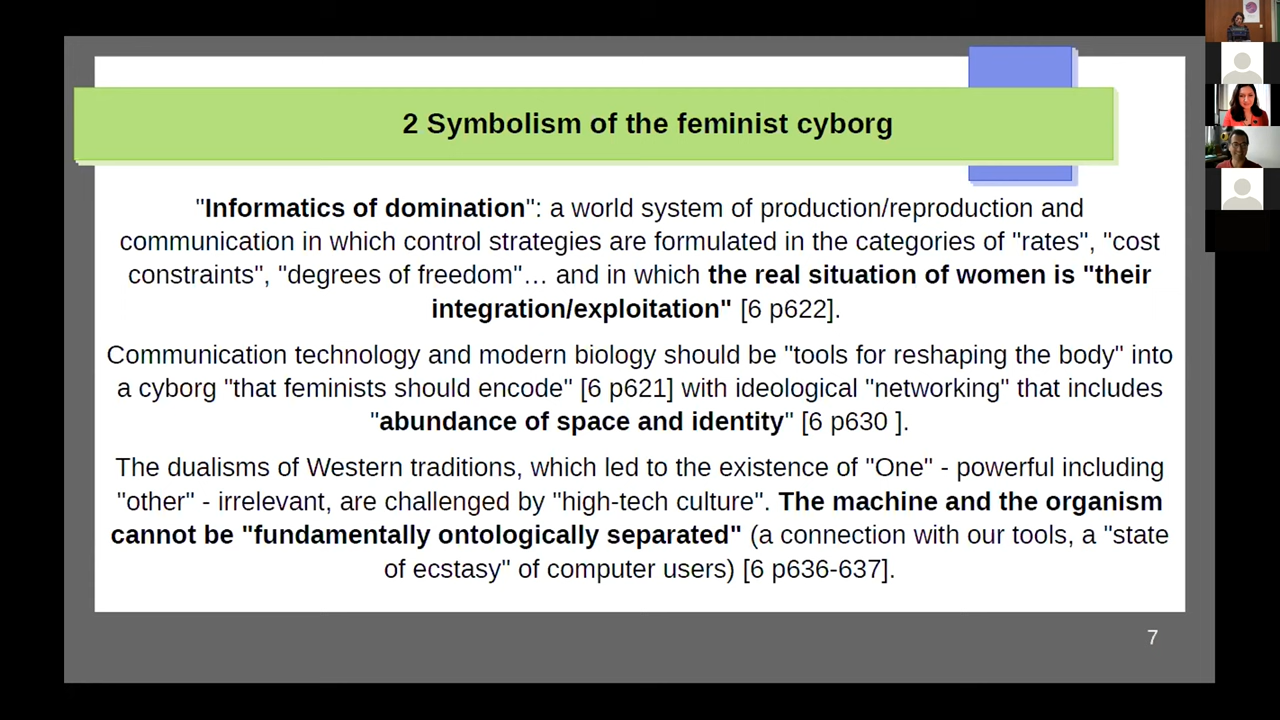 2 Symbolism of the feminist cyborg
"Informatics of domination": a world system of production/reproduction and
communication in which control strategies are formulated in the categories of "rates", "cost
constraints", "degrees of freedom"… and in which the real situation of women is "their
integration/exploitation" [6 p622].
Communication technology and modern biology should be "tools for reshaping the body" into
a cyborg "that feminists should encode" [6 p621] with ideological "networking" that includes
"abundance of space and identity" [6 p630 ].
The dualisms of Western traditions, which led to the existence of "One" - powerful including
"other" - irrelevant, are challenged by "high-tech culture". The machine and the organism
cannot be "fundamentally ontologically separated" (a connection with our tools, a "state
of ecstasy" of computer users) [6 p636-637].
7